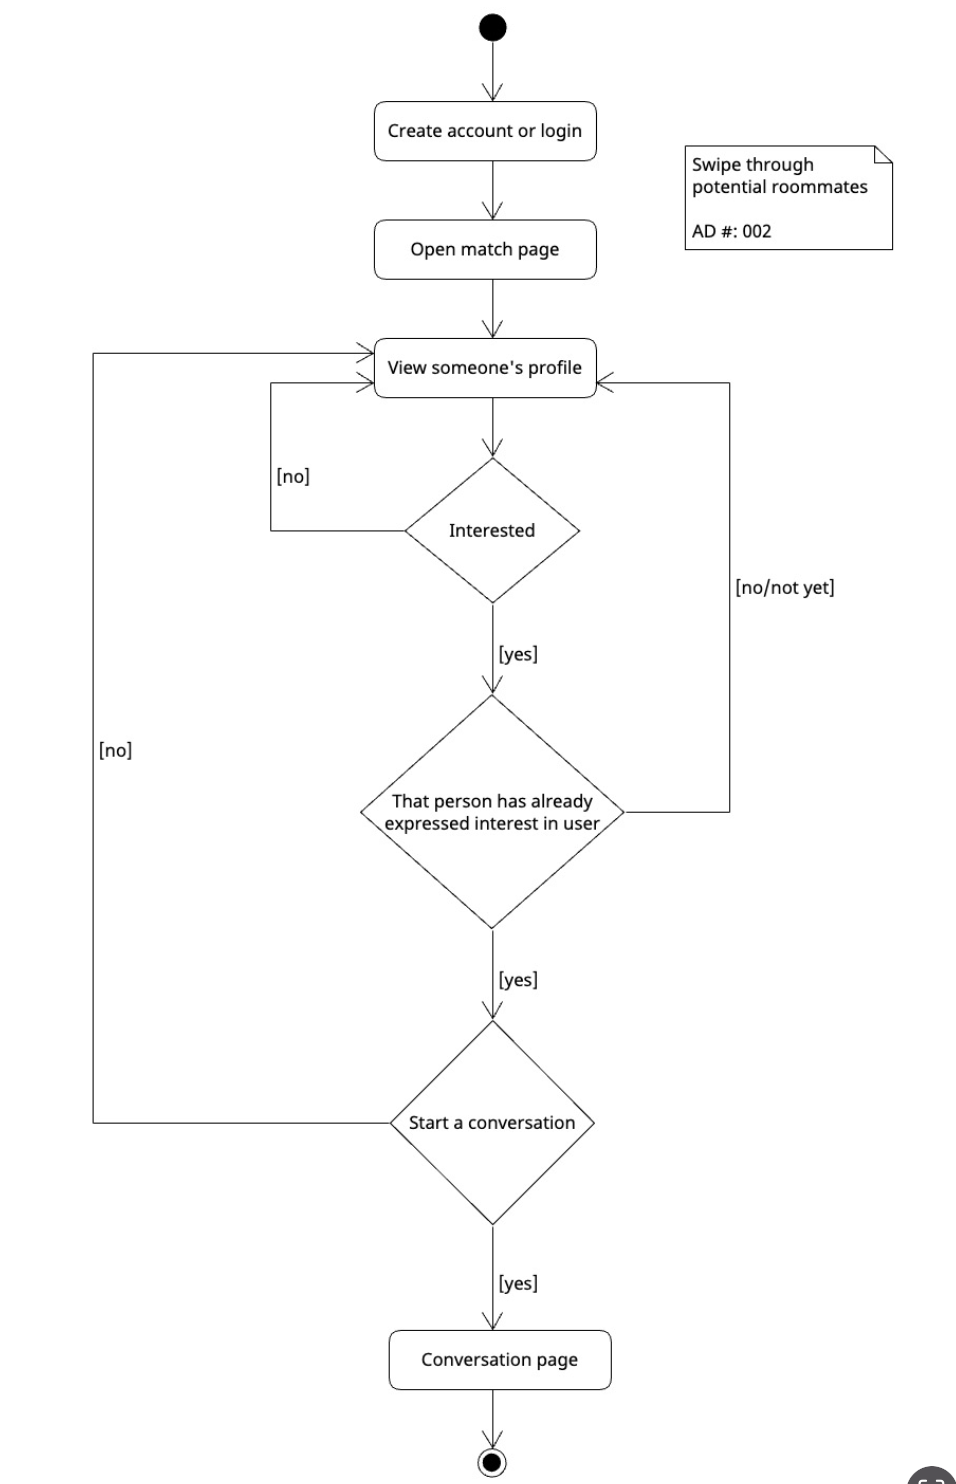 Create account or login
Swipe through
potential roommates
AD #: 002
Open match page
View someone's profile
[no]
Interested
[no/not yet]
[yes]
[no]
That person has already
expressed interest in user
[yes]
Start a conversation
[yes]
Conversation page